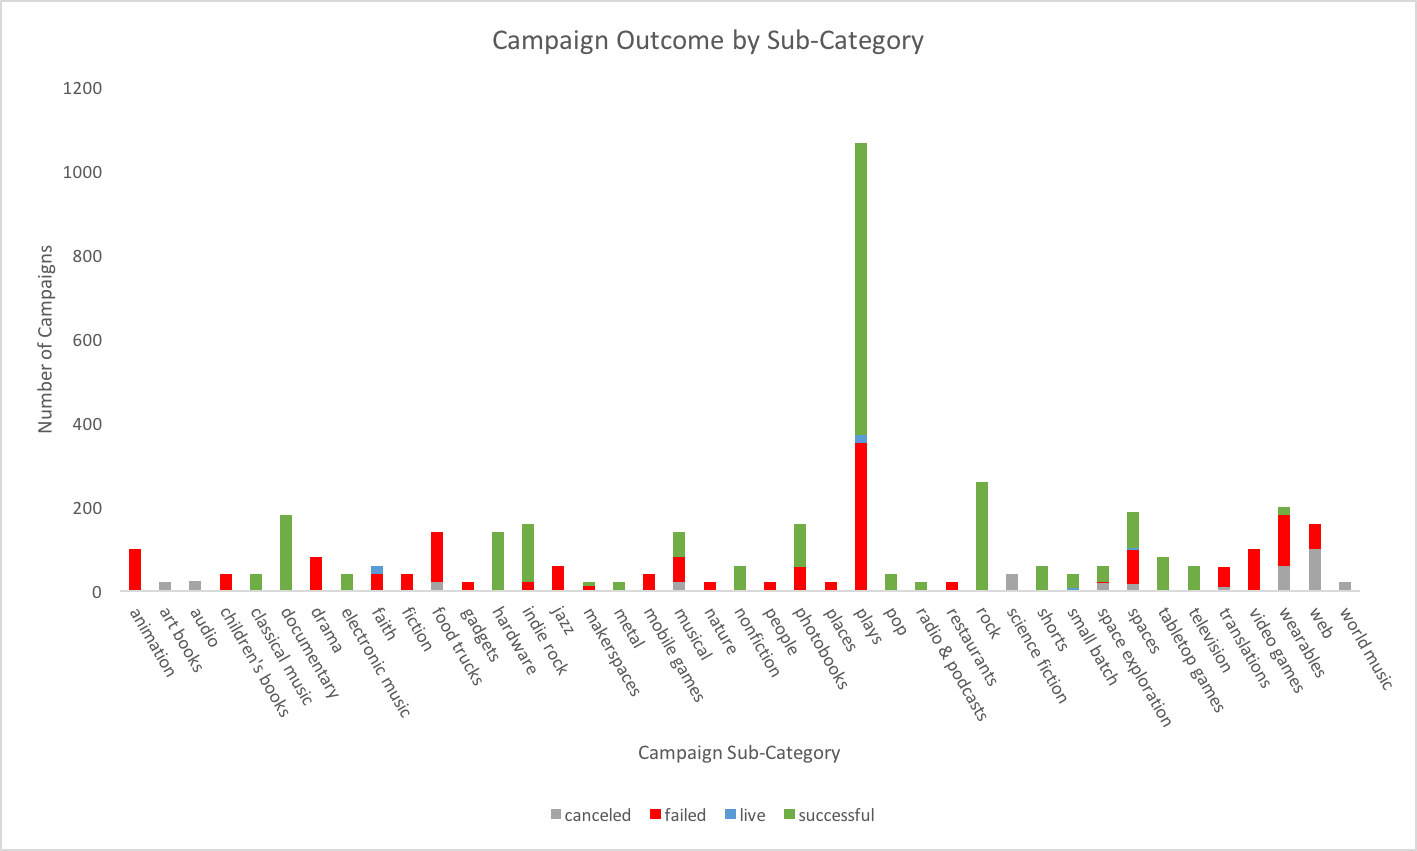 Campaign Outcome by Sub-Category
1200
1000
800
600
400
200
0
Number of Campaigns
animation
art books
audio
children's books
classical music
documentary
drama
electronic music
faith
fiction
food trucks
gadgets
hardware
indie rock
jazz
makerspaces
metal
mobile games
musical
nature
nonfiction
people
photobooks
places
plays
pop
radio & podcasts
restaurants
rock
science fiction
shorts
small batch
space exploration
spaces
tabletop games
television
translations
video games
wearables
web
world music
Campaign Sub-Category
canceled failed live successful